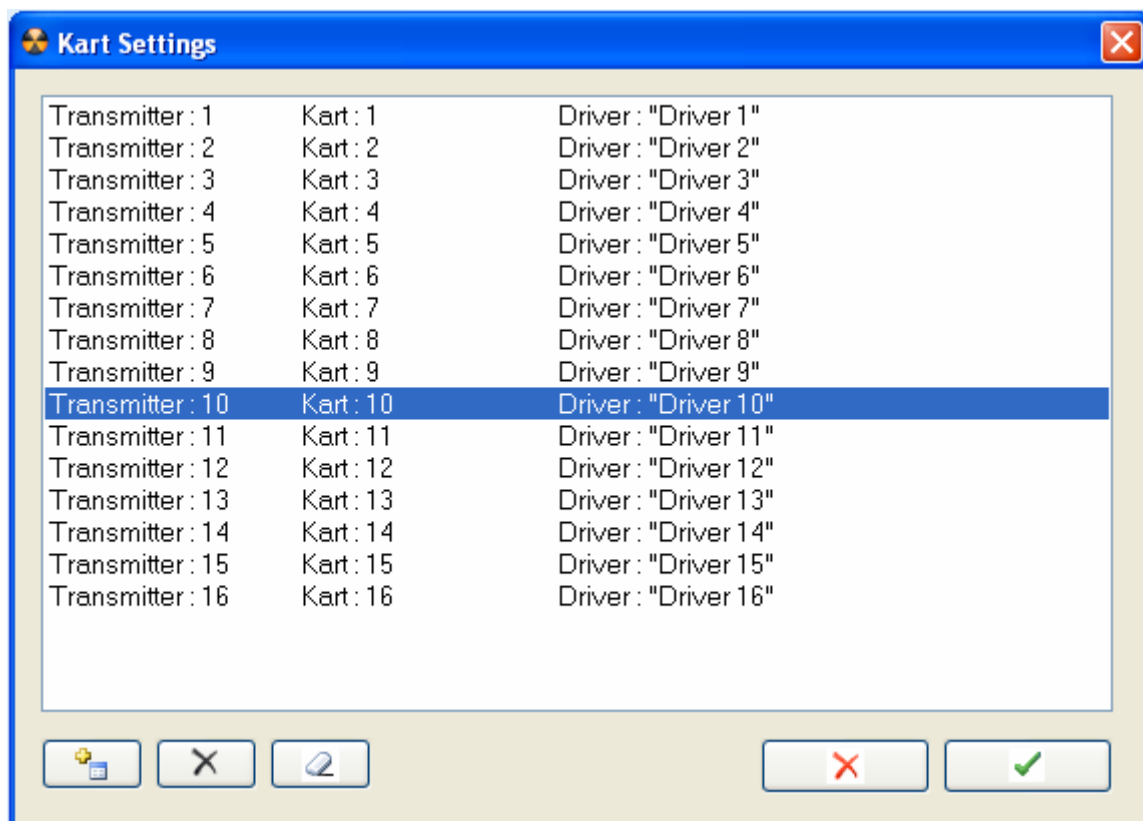 Kart Settings
Transmitter : 1 Kart : 1 Driver : "Driver 1"
Transmitter : 2 Kart : 2 Driver : "Driver 2"
Transmitter : 3 Kart : 3 Driver : "Driver 3"
Transmitter : 4 Kart : 4 Driver : "Driver 4"
Transmitter : 5 Kart : 5 Driver : "Driver 5"
Transmitter : 6 Kart : 6 Driver : "Driver 6"
Transmitter : 7 Kart : 7 Driver : "Driver 7"
Transmitter : 8 Kart : 8 Driver : "Driver 8"
Transmitter : 9 Kart : 9 Driver : "Driver 9"
Transmitter : 10 Kart : 10 Driver : "Driver 10"
Transmitter : 11 Kart : 11 Driver : "Driver 11"
Transmitter : 12 Kart : 12 Driver : "Driver 12"
Transmitter : 13 Kart : 13 Driver : "Driver 13"
Transmitter : 14 Kart : 14 Driver : "Driver 14"
Transmitter : 15 Kart : 15 Driver : "Driver 15"
Transmitter : 16 Kart : 16 Driver : "Driver 16"